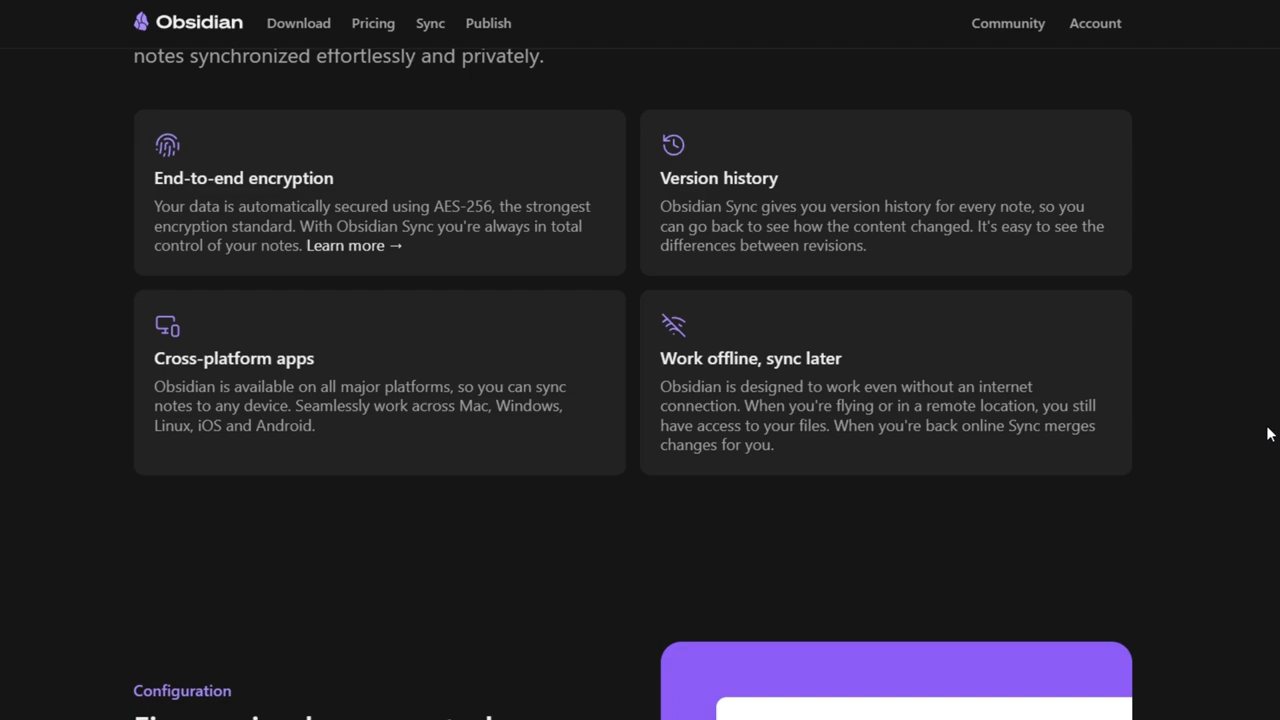 Obsidian Download Pricing Sync Publish Community Account
notes synchronized effortlessly and privately.
End-to-end encryption
Your data is automatically secured using AES-256, the strongest
encryption standard. With Obsidian Sync you're always in total
control of your notes. Learn more →
Version history
Obsidian Sync gives you version history for every note, so you
can go back to see how the content changed. It's easy to see the
differences between revisions.
Cross-platform apps
Obsidian is available on all major platforms, so you can sync
notes to any device. Seamlessly work across Mac, Windows,
Linux, iOS and Android.
Work offline, sync later
Obsidian is designed to work even without an internet
connection. When you're flying or in a remote location, you still
have access to your files. When you're back online Sync merges
changes for you.
Configuration